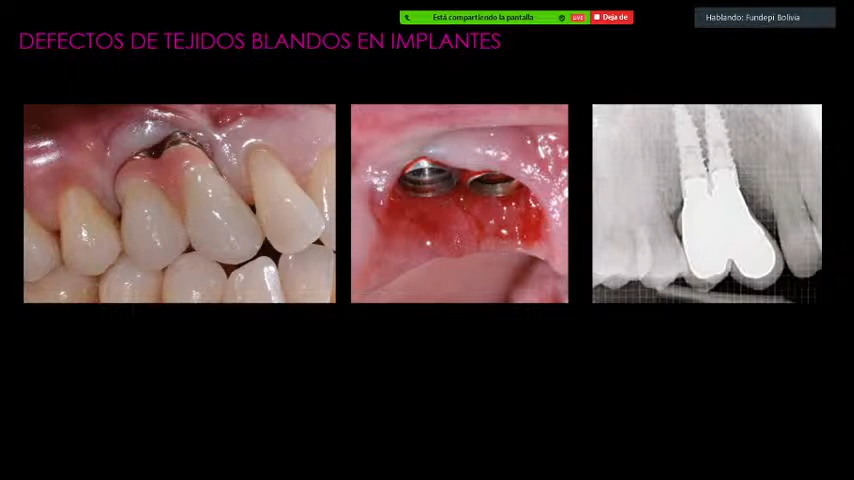 Está compartiendo la pantalla LIVE Deja de
Hablando: Fundepi Bolivia
DEFECTOS DE TEJIDOS BLANDOS EN IMPLANTES